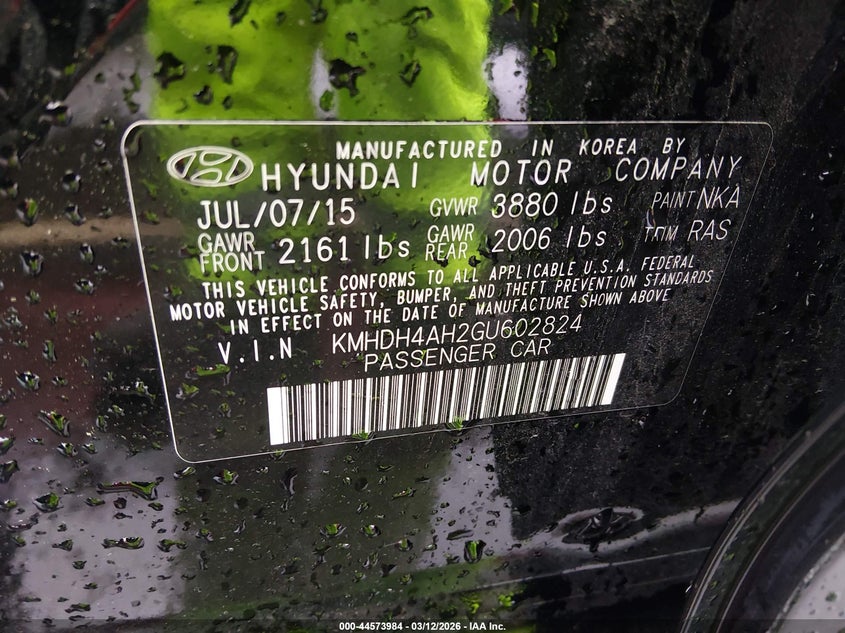 MANUFACTURED IN KOREA BY
HYUNDAI MOTOR COMPANY
JUL/07/15 GVWR 3880 lbs PAINT NKA
GAWR FRONT 2161 lbs GAWR REAR 2006 lbs TRIM RAS
THIS VEHICLE CONFORMS TO ALL APPLICABLE U.S.A. FEDERAL
MOTOR VEHICLE SAFETY, BUMPER, AND THEFT PREVENTION STANDARDS
IN EFFECT ON THE DATE OF MANUFACTURE SHOWN ABOVE
V.I.N KMHDH4AH2GU602824
PASSENGER CAR
000-44573984 | 03/12/2026 | IAA Inc.